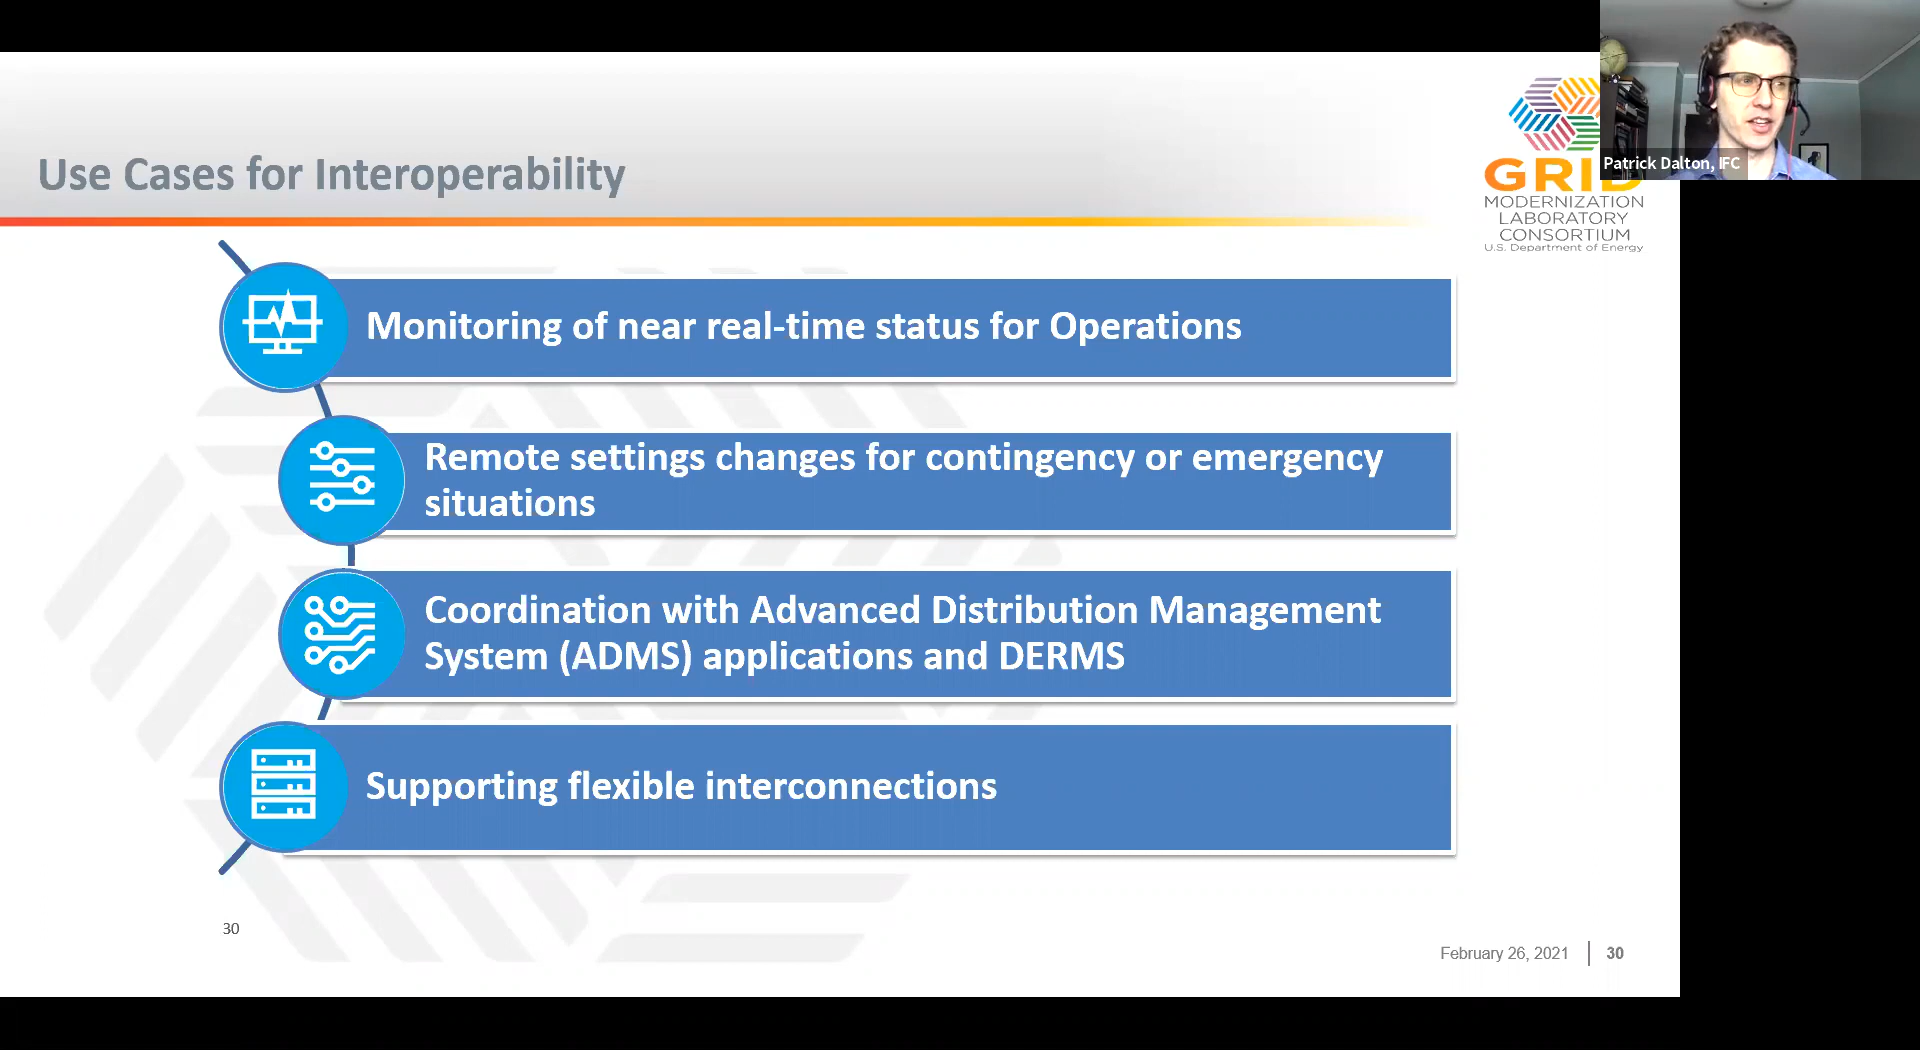 Use Cases for Interoperability
Patrick Dalton, IFC
GRID
MODERNIZATION
LABORATORY
CONSORTIUM
U.S. Department of Energy
Monitoring of near real-time status for Operations
Remote settings changes for contingency or emergency
situations
Coordination with Advanced Distribution Management
System (ADMS) applications and DERMS
Supporting flexible interconnections
30
February 26, 2021 | 30